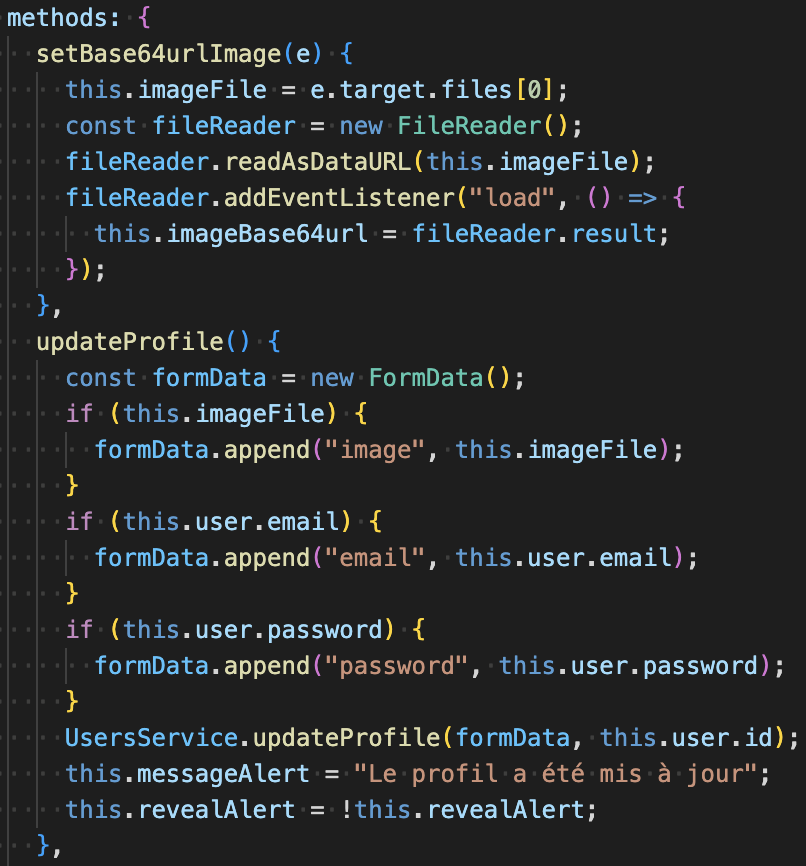 methods: {
setBase64urlImage(e) {
this.imageFile = e.target.files[0];
const fileReader = new FileReader();
fileReader.readAsDataURL(this.imageFile);
fileReader.addEventListener("load", () => {
this.imageBase64url = fileReader.result;
});
},
updateProfile() {
const formData = new FormData();
if (this.imageFile) {
formData.append("image", this.imageFile);
}
if (this.user.email) {
formData.append("email", this.user.email);
}
if (this.user.password) {
formData.append("password", this.user.password);
}
UsersService.updateProfile(formData, this.user.id);
this.messageAlert = "Le profil a été mis à jour";
this.revealAlert = !this.revealAlert;
},